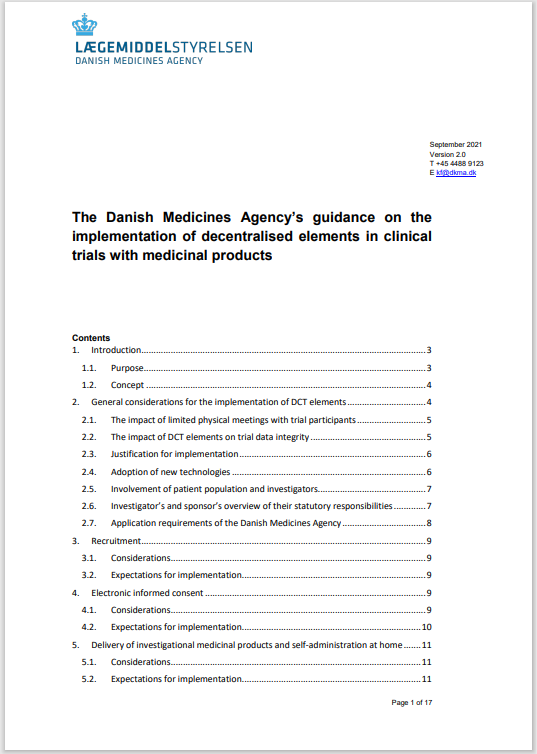 LÆGEMIDDELSTYRELSEN
DANISH MEDICINES AGENCY
September 2021
Version 2.0
T +45 4488 9123
E kf@dkma.dk
The Danish Medicines Agency's guidance on the
implementation of decentralised elements in clinical
trials with medicinal products
Contents
1. Introduction 3
1.1. Purpose 3
1.2. Concept 4
2. General considerations for the implementation of DCT elements 4
2.1. The impact of limited physical meetings with trial participants 5
2.2. The impact of DCT elements on trial data integrity 5
2.3. Justification for implementation 6
2.4. Adoption of new technologies 6
2.5. Involvement of patient population and investigators 7
2.6. Investigator's and sponsor's overview of their statutory responsibilities 7
2.7. Application requirements of the Danish Medicines Agency 8
3. Recruitment 9
3.1. Considerations 9
3.2. Expectations for implementation 9
4. Electronic informed consent 9
4.1. Considerations 9
4.2. Expectations for implementation 10
5. Delivery of investigational medicinal products and self-administration at home 11
5.1. Considerations 11
5.2. Expectations for implementation 11
Page 1 of 17